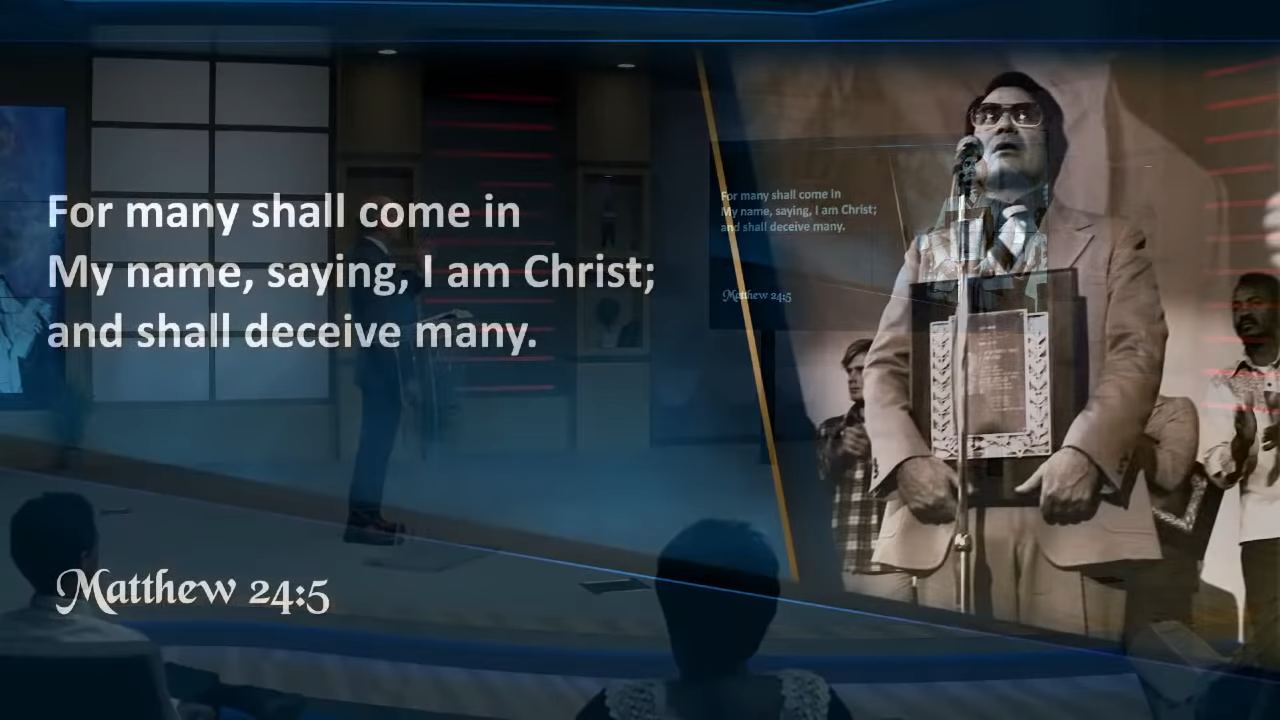 For many shall come in
My name, saying, I am Christ;
and shall deceive many.
Matthew 24:5
For many shall come In
My name, saying, I am Christ;
and shall deceive many.
Matthew 24:5